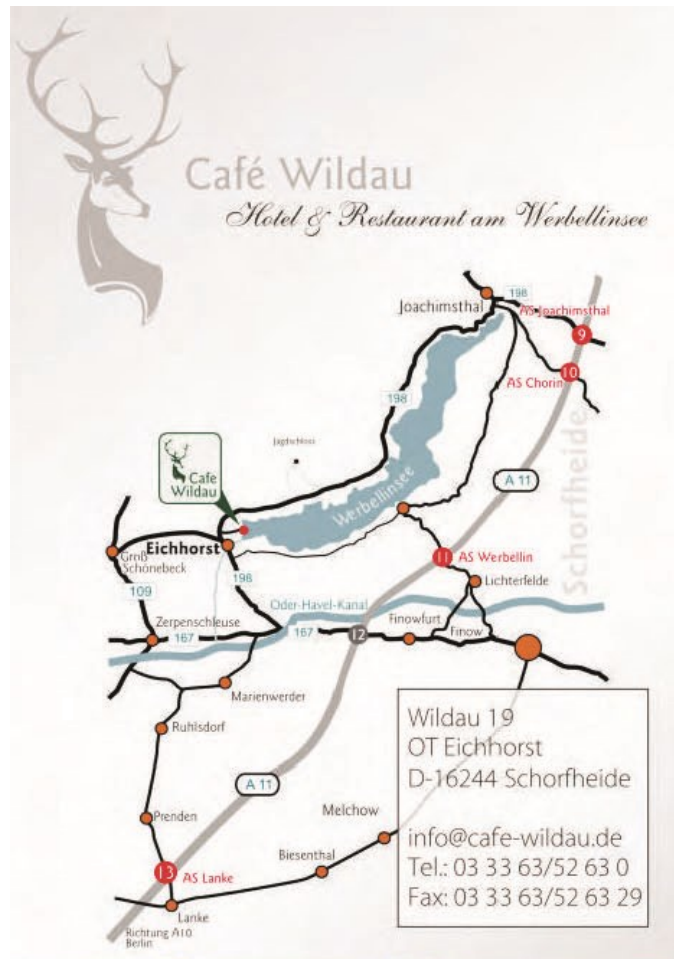 Café Wildau
Hotel & Restaurant am Werbellinsee
Joachimsthal
198
AS Joachimsthal
9
10
AS Chorin
198
Schorfheide
Jagdschloss
Cafe
Wildau
A 11
Werbellinsee
Eichhorst
Groß
Schönebeck
11
AS Werbellin
198
Lichterfelde
109
Oder-Havel-Kanal
Zerpenschleuse
167
167
12
Finowfurt
Finow
Marienwerder
Ruhlsdorf
A 11
Prenden
Melchow
Biesenthal
13
AS Lanke
Lanke
Richtung A10
Berlin
Wildau 19
OT Eichhorst
D-16244 Schorfheide
info@cafe-wildau.de
Tel.: 03 33 63/52 63 0
Fax: 03 33 63/52 63 29